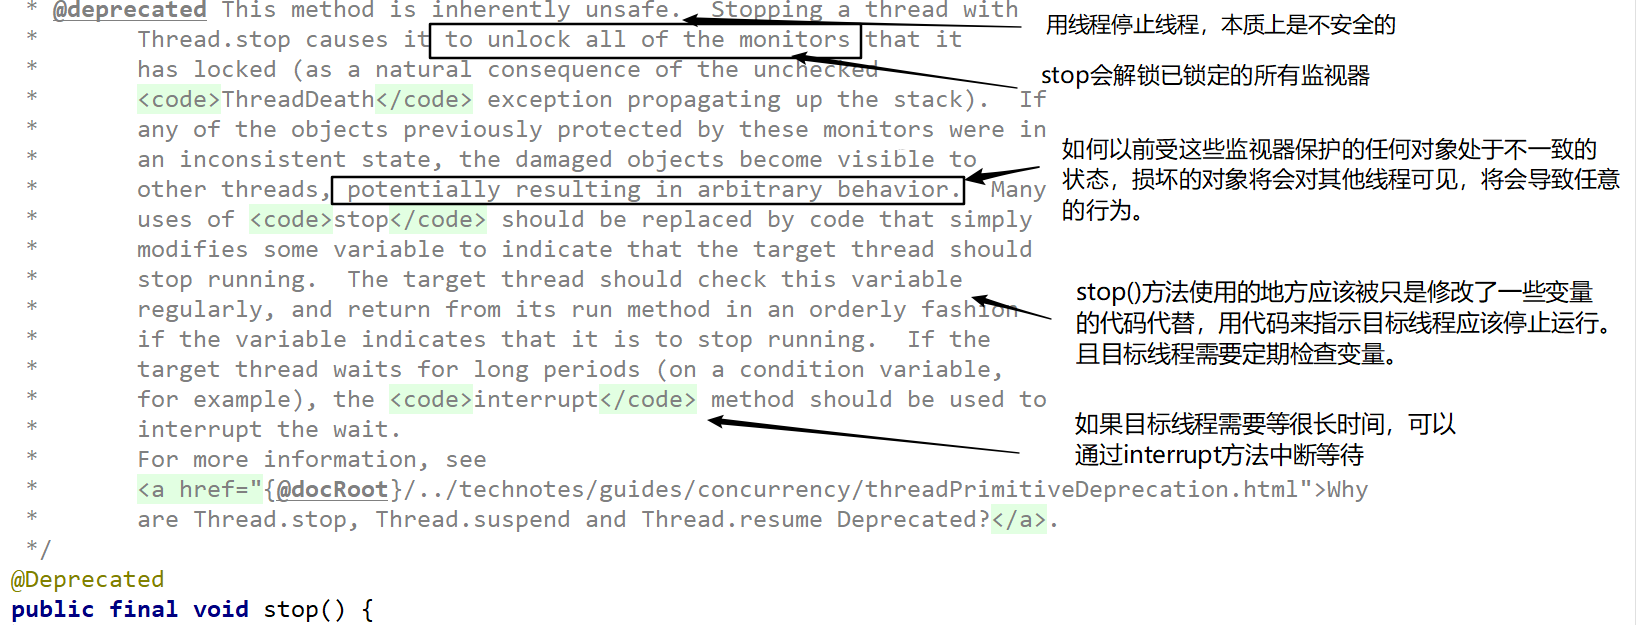 * @deprecated This method is inherently unsafe.  Stopping a thread with
*       Thread.stop causes it to unlock all of the monitors that it
*       has locked (as a natural consequence of the unchecked
*       <code>ThreadDeath</code> exception propagating up the stack).  If
*       any of the objects previously protected by these monitors were in
*       an inconsistent state, the damaged objects become visible to
*       other threads, potentially resulting in arbitrary behavior.  Many
*       uses of <code>stop</code> should be replaced by code that simply
*       modifies some variable to indicate that the target thread should
*       stop running.  The target thread should check this variable
*       regularly, and return from its run method in an orderly fashion
*       if the variable indicates that it is to stop running.  If the
*       target thread waits for long periods (on a condition variable,
*       for example), the <code>interrupt</code> method should be used to
*       interrupt the wait.
*       For more information, see
*       <a href="{@docRoot}/../technotes/guides/concurrency/threadPrimitiveDeprecation.html">Why
*       are Thread.stop, Thread.suspend and Thread.resume Deprecated?</a>.
*/
@Deprecated
public final void stop() {
用线程停止线程，本质上是不安全的
stop会解锁已锁定的所有监视器
如何以前受这些监视器保护的任何对象处于不一致的
状态，损坏的对象将会对其他线程可见，将会导致任意
的行为。
stop()方法使用的地方应该被只是修改了一些变量
的代码代替，用代码来指示目标线程应该停止运行。
且目标线程需要定期检查变量。
如果目标线程需要等很长时间，可以
通过interrupt方法中断等待